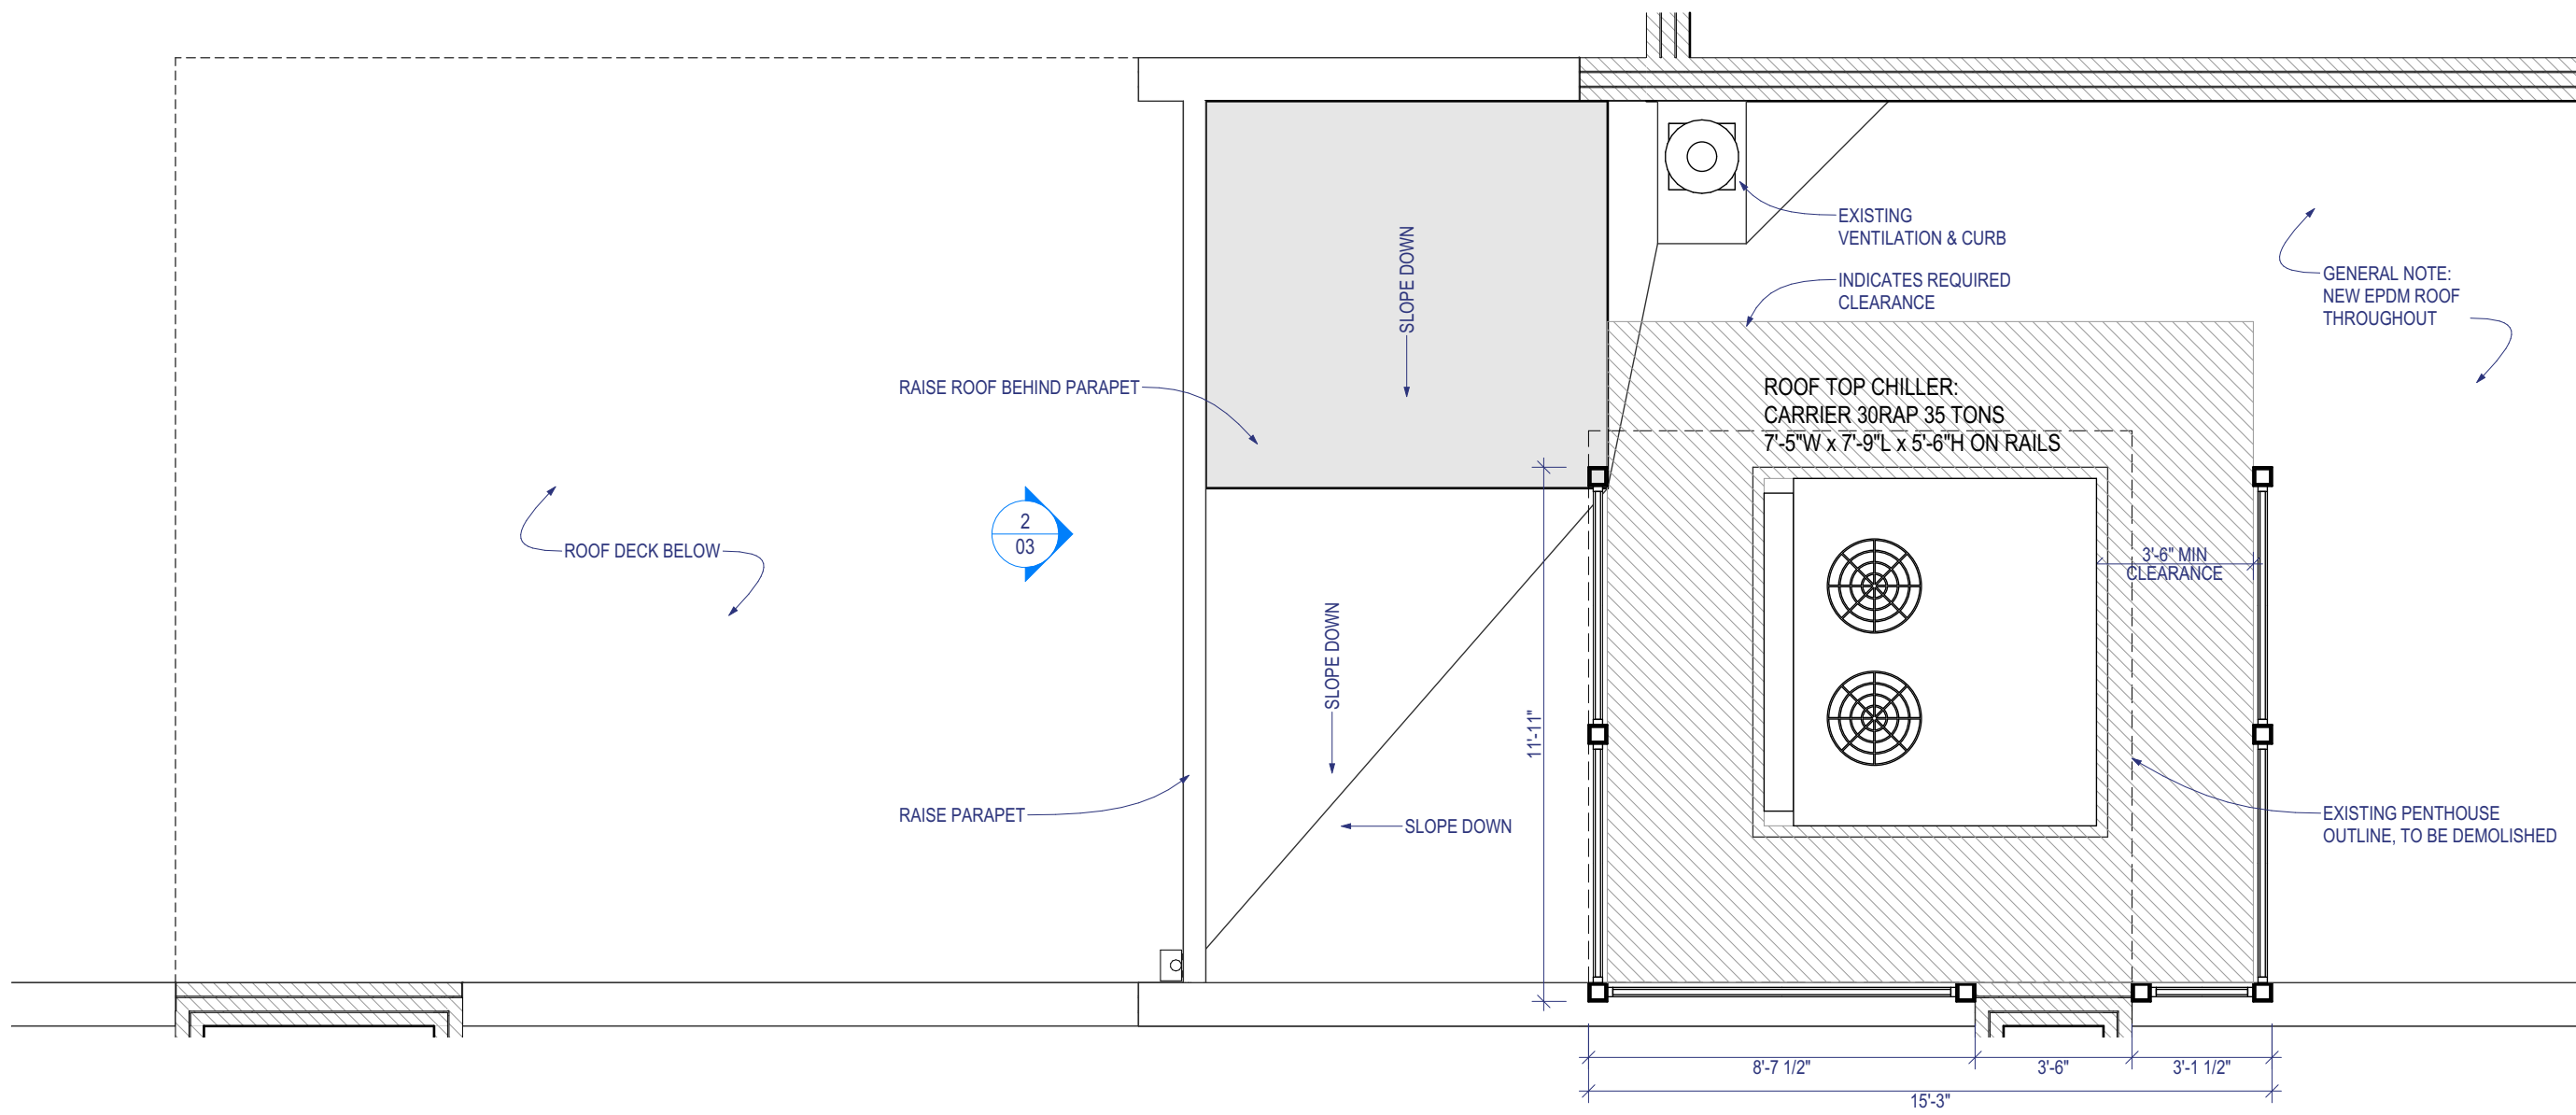 EXISTING
VENTILATION & CURB
INDICATES REQUIRED
CLEARANCE
GENERAL NOTE:
NEW EPDM ROOF
THROUGHOUT
SLOPE DOWN
RAISE ROOF BEHIND PARAPET
ROOF TOP CHILLER:
CARRIER 30RAP 35 TONS
7'-5"W x 7'-9"L x 5'-6"H ON RAILS
2
03
ROOF DECK BELOW
3'-6" MIN
CLEARANCE
SLOPE DOWN
11'-11"
RAISE PARAPET
SLOPE DOWN
EXISTING PENTHOUSE
OUTLINE, TO BE DEMOLISHED
8'-7 1/2"
3'-6"
3'-1 1/2"
15'-3"